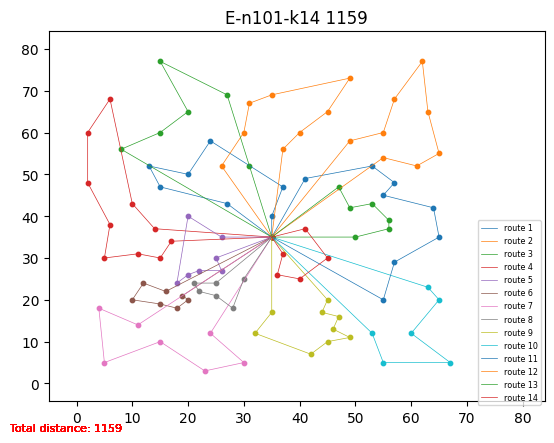 E-n101-k14 1159
80
70
60
50
40
30
20
10
0
0 10 20 30 40 50 60 70 80
route 1
route 2
route 3
route 4
route 5
route 6
route 7
route 8
route 9
route 10
route 11
route 12
route 13
route 14
Total distance: 1159